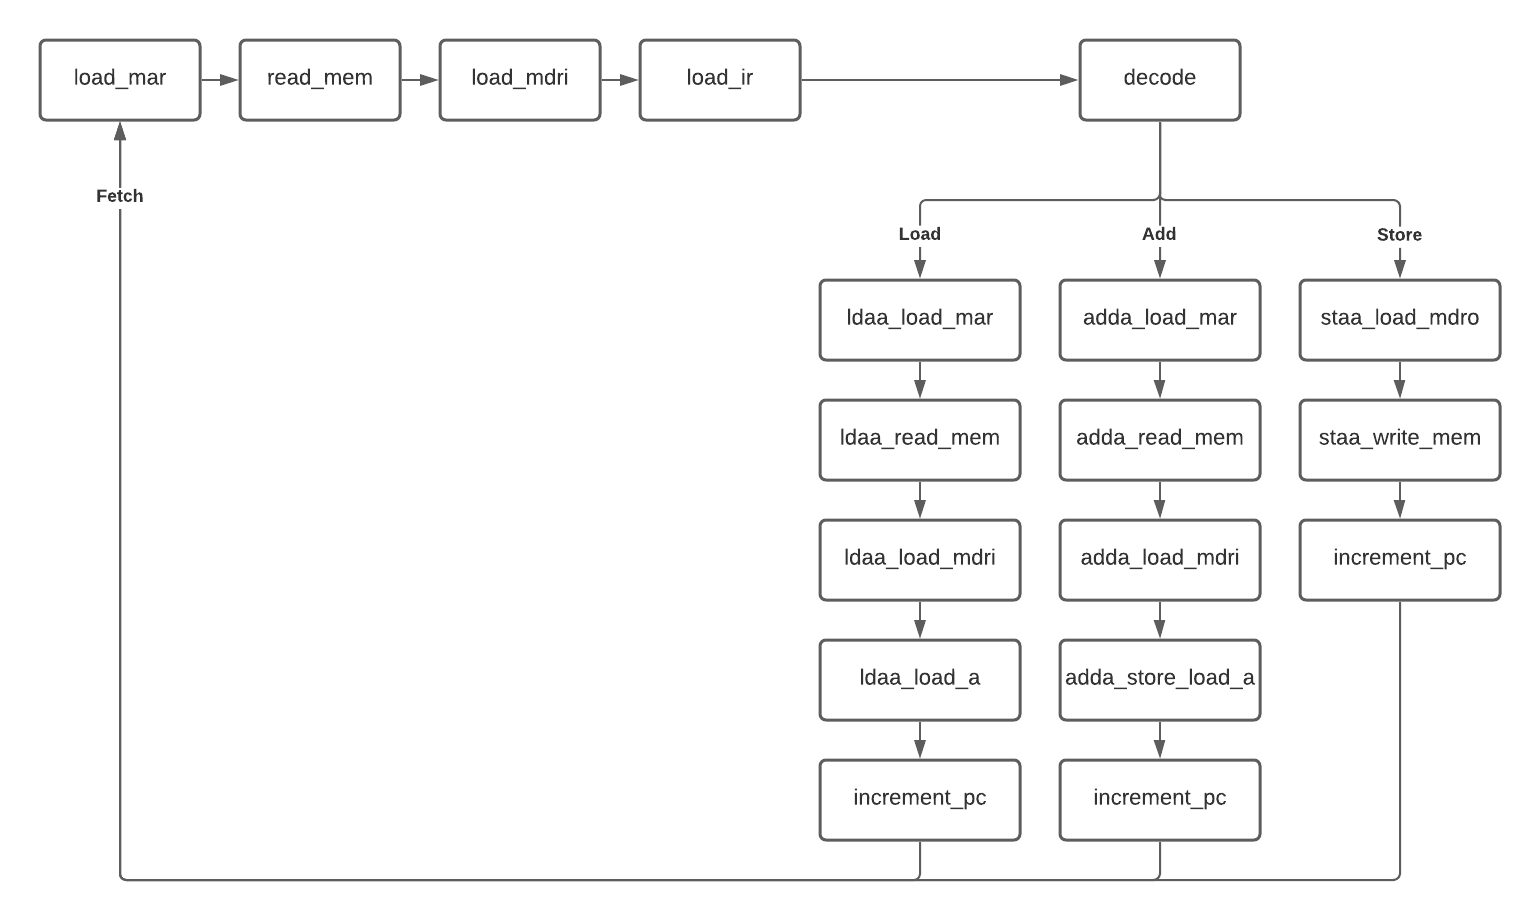 load_mar
read_mem
load_mdri
load_ir
decode
Fetch
Load
Add
Store
ldaa_load_mar
adda_load_mar
staa_load_mdro
ldaa_read_mem
adda_read_mem
staa_write_mem
ldaa_load_mdri
adda_load_mdri
increment_pc
ldaa_load_a
adda_store_load_a
increment_pc
increment_pc